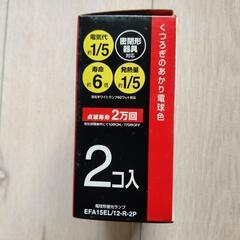 電気代
約1/5
密閉形
器具
対応
寿命
約6倍
発熱量
約1/5
点滅寿命 2万回
2コ入
電球形蛍光ランプ
EFA15EL/12-R-2P
くつろぎのあかり電球色